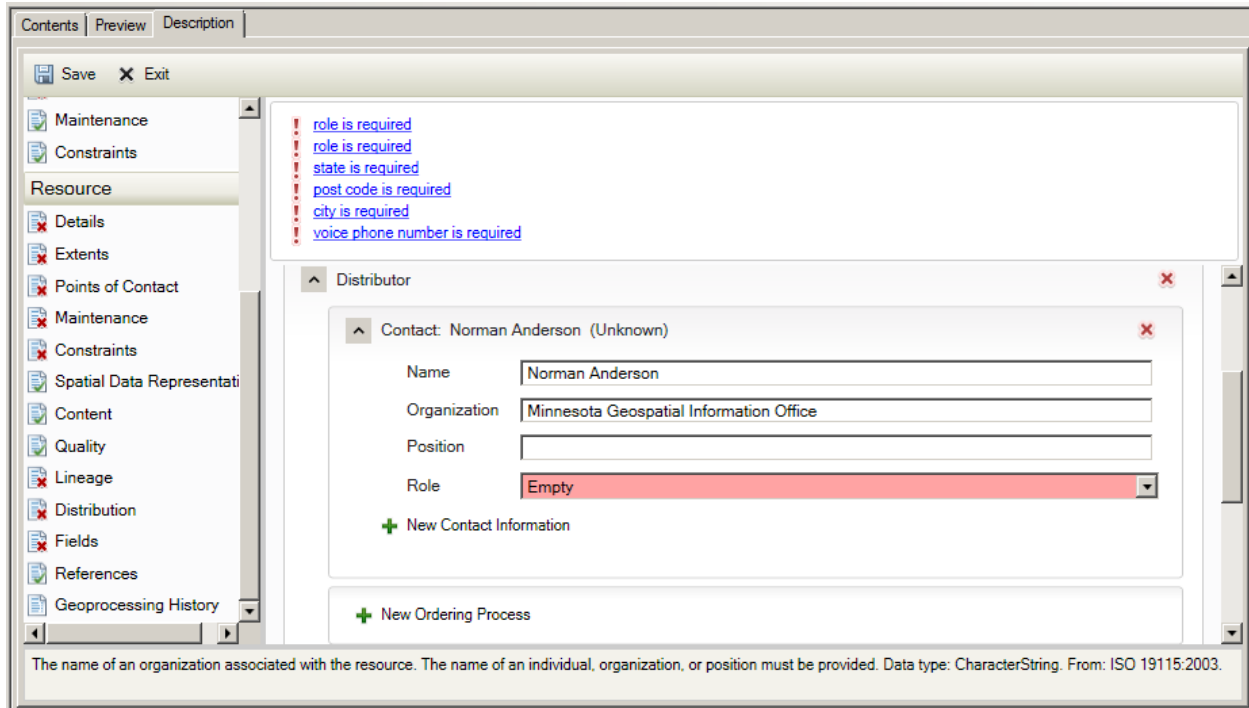 Contents Preview Description
Save Exit
Maintenance
Constraints
Resource
Details
Extents
Points of Contact
Maintenance
Constraints
Spatial Data Representati
Content
Quality
Lineage
Distribution
Fields
References
Geoprocessing History
role is required
role is required
state is required
post code is required
city is required
voice phone number is required
Distributor
Contact: Norman Anderson (Unknown)
Name Norman Anderson
Organization Minnesota Geospatial Information Office
Position
Role Empty
New Contact Information
New Ordering Process
The name of an organization associated with the resource. The name of an individual, organization, or position must be provided. Data type: CharacterString. From: ISO 19115:2003.